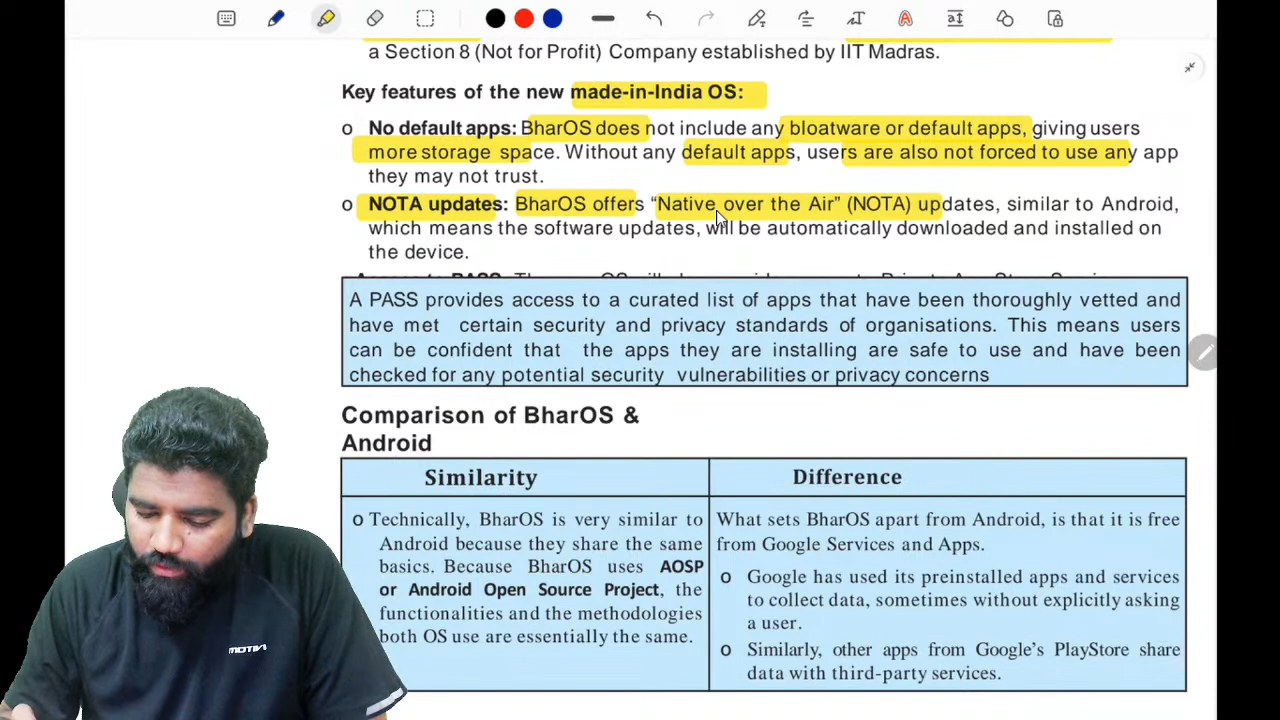 a Section 8 (Not for Profit) Company established by IIT Madras.
Key features of the new made-in-India OS:
o No default apps: BharOS does not include any bloatware or default apps, giving users
more storage space. Without any default apps, users are also not forced to use any app
they may not trust.
o NOTA updates: BharOS offers “Native over the Air” (NOTA) updates, similar to Android,
which means the software updates, will be automatically downloaded and installed on
the device.
A PASS provides access to a curated list of apps that have been thoroughly vetted and
have met certain security and privacy standards of organisations. This means users
can be confident that the apps they are installing are safe to use and have been
checked for any potential security vulnerabilities or privacy concerns
Comparison of BharOS &
Android
Similarity
o Technically, BharOS is very similar to
Android because they share the same
basics. Because BharOS uses AOSP
or Android Open Source Project, the
functionalities and the methodologies
both OS use are essentially the same.
Difference
What sets BharOS apart from Android, is that it is free
from Google Services and Apps.
o Google has used its preinstalled apps and services
to collect data, sometimes without explicitly asking
a user.
o Similarly, other apps from Google’s PlayStore share
data with third-party services.